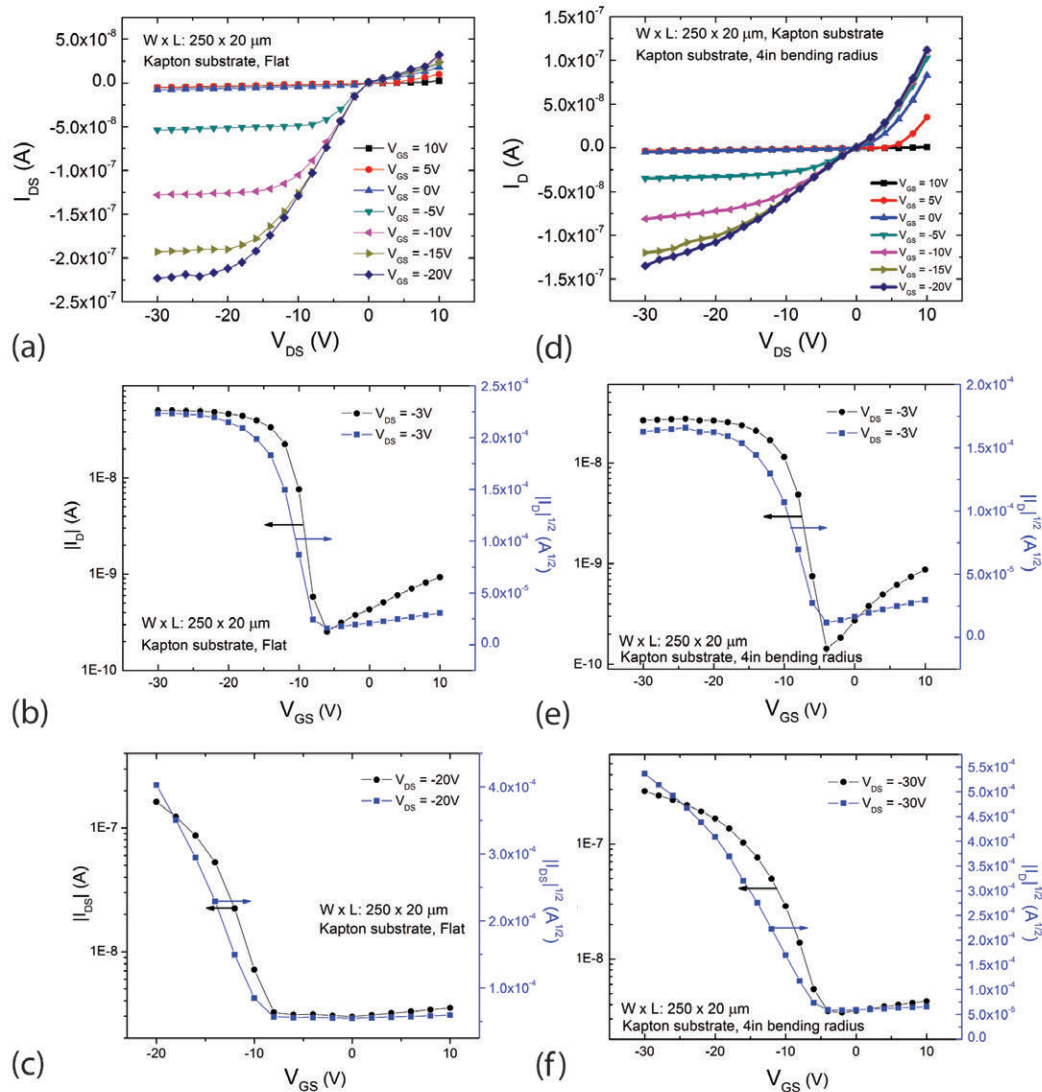 5.0x10⁻⁸
0.0
-5.0x10⁻⁸
-1.0x10⁻⁷
-1.5x10⁻⁷
-2.0x10⁻⁷
-2.5x10⁻⁷
I_DS (A)
W x L: 250 x 20 µm
Kapton substrate, Flat
V_GS = 10V
V_GS = 5V
V_GS = 0V
V_GS = -5V
V_GS = -10V
V_GS = -15V
V_GS = -20V
-30 -20 -10 0 10
V_DS (V)
(a)
1.5x10⁻⁷
1.0x10⁻⁷
5.0x10⁻⁸
0.0
-5.0x10⁻⁸
-1.0x10⁻⁷
-1.5x10⁻⁷
I_D (A)
W x L: 250 x 20 µm, Kapton substrate
Kapton substrate, 4in bending radius
V_GS = 10V
V_GS = 5V
V_GS = 0V
V_GS = -5V
V_GS = -10V
V_GS = -15V
V_GS = -20V
-30 -20 -10 0 10
V_DS (V)
(d)
1E-8
1E-9
1E-10
|I_D| (A)
V_DS = -3V
V_DS = -3V
W x L: 250 x 20 µm
Kapton substrate, Flat
2.5x10⁻⁴
2.0x10⁻⁴
1.5x10⁻⁴
1.0x10⁻⁴
5.0x10⁻⁵
0.0
|I_D|^1/2 (A^1/2)
-30 -20 -10 0 10
V_GS (V)
(b)
1E-8
1E-9
1E-10
|I_D| (A)
V_DS = -3V
V_DS = -3V
W x L: 250 x 20 µm
Kapton substrate, 4in bending radius
2.0x10⁻⁴
1.5x10⁻⁴
1.0x10⁻⁴
5.0x10⁻⁵
0.0
|I_D|^1/2 (A^1/2)
-30 -20 -10 0 10
V_GS (V)
(e)
1E-7
1E-8
|I_DS| (A)
V_DS = -20V
V_DS = -20V
W x L: 250 x 20 µm
Kapton substrate, Flat
4.0x10⁻⁴
3.0x10⁻⁴
2.0x10⁻⁴
1.0x10⁻⁴
|I_DS|^1/2 (A^1/2)
-20 -10 0 10
V_GS (V)
(c)
1E-7
1E-8
|I_D| (A)
V_DS = -30V
V_DS = -30V
W x L: 250 x 20 µm
Kapton substrate, 4in bending radius
5.5x10⁻⁴
5.0x10⁻⁴
4.5x10⁻⁴
4.0x10⁻⁴
3.5x10⁻⁴
3.0x10⁻⁴
2.5x10⁻⁴
2.0x10⁻⁴
1.5x10⁻⁴
1.0x10⁻⁴
5.0x10⁻⁵
0.0
|I_D|^1/2 (A^1/2)
-30 -20 -10 0 10
V_GS (V)
(f)